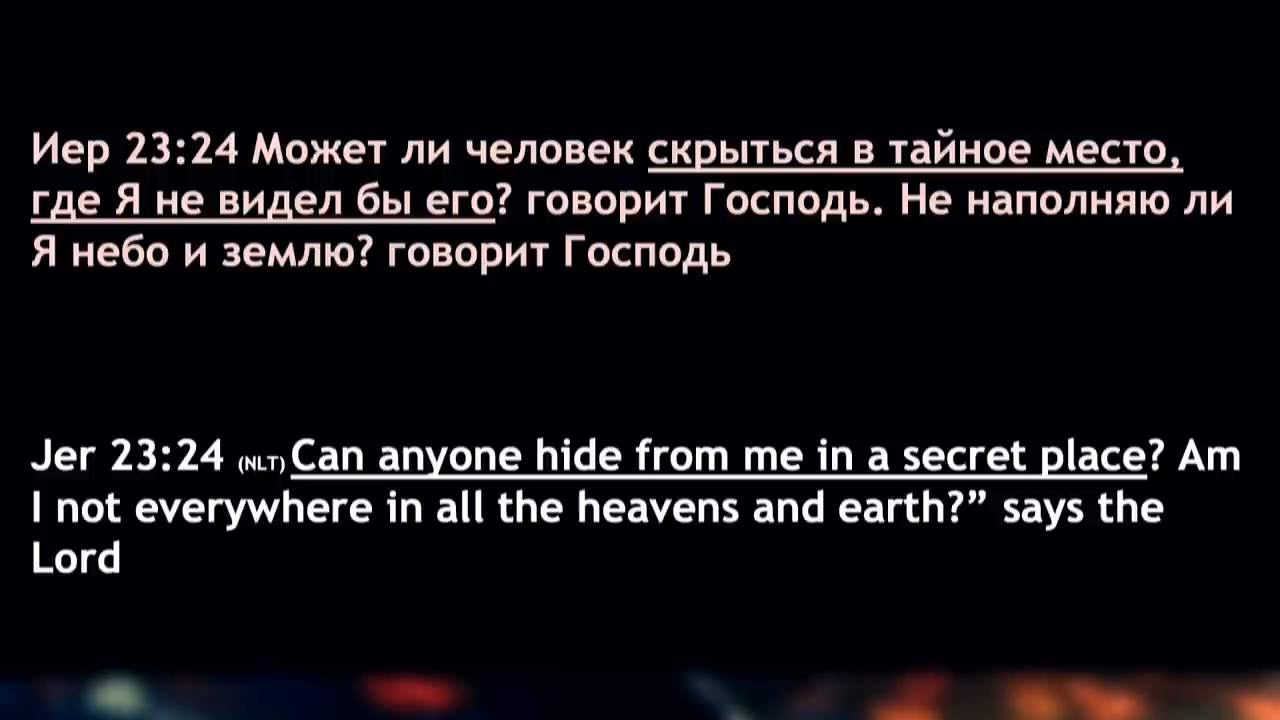 Иер 23:24 Может ли человек скрыться в тайное место,
где Я не видел бы его? говорит Господь. Не наполняю ли
Я небо и землю? говорит Господь
Jer 23:24 (NLT) Can anyone hide from me in a secret place? Am
I not everywhere in all the heavens and earth?” says the
Lord